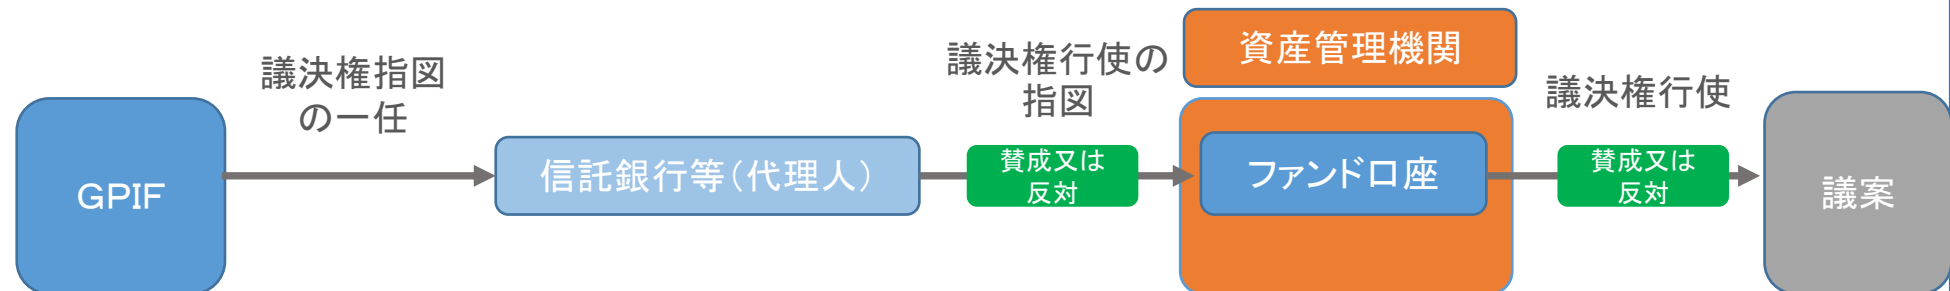 GPIF
議決権指図
の一任
信託銀行等(代理人)
議決権行使の
指図
賛成又は
反対
資産管理機関
ファンド口座
議決権行使
賛成又は
反対
議案